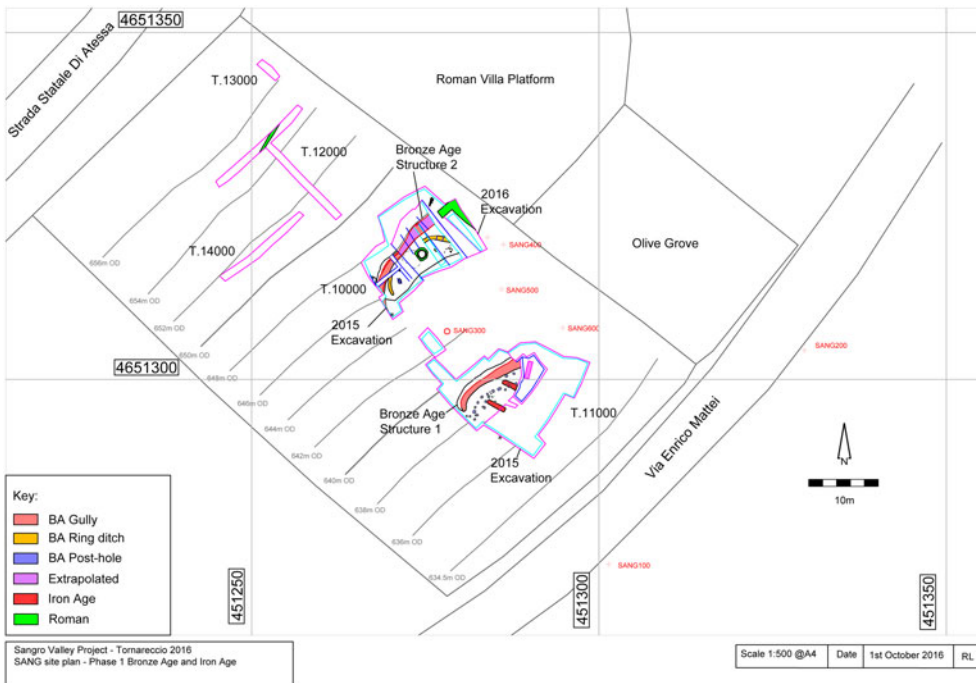 4651350
Strada Statale Di Atessa
T.13000
Roman Villa Platform
T.12000
Bronze Age
Structure 2
2016
Excavation
SANG400
Olive Grove
T.14000
656m OD
T.10000
SANG500
654m OD
2015
Excavation
652m OD
SANG300
SANG600
SANG200
650m OD
4651300
648m OD
646m OD
Bronze Age
Structure 1
T.11000
644m OD
642m OD
2015
Excavation
Via Enrico Mattei
N
10m
640m OD
638m OD
636m OD
634.5m OD
SANG100
451250
451300
451350
Key:
BA Gully
BA Ring ditch
BA Post-hole
Extrapolated
Iron Age
Roman
Sangro Valley Project - Tornareccio 2016
SANG site plan - Phase 1 Bronze Age and Iron Age
Scale 1:500 @A4 Date 1st October 2016 RL